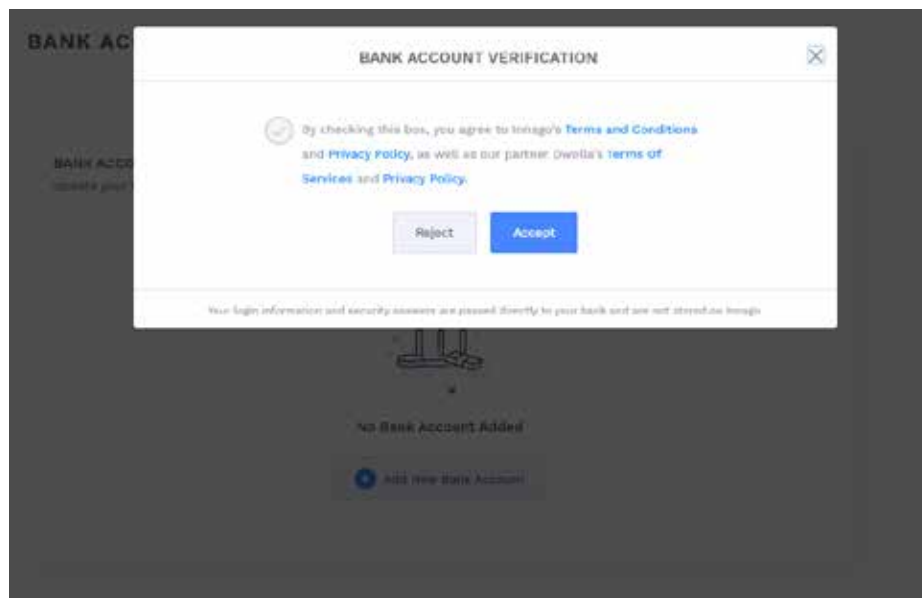 BANK AC
BANK ACCOUNT VERIFICATION
By checking this box, you agree to Innago's Terms and Conditions
and Privacy Policy, as well as our partner Dwolla's Terms of
Services and Privacy Policy.
Reject
Accept
Your login information and security answers are passed directly to your bank and are not stored on Innago
BANK ACCO
update your
No Bank Account Added
Add New Bank Account